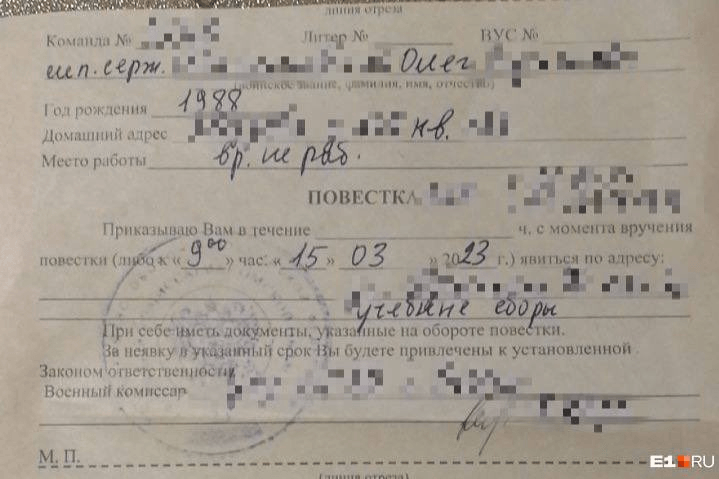 линия отреза
Команда № Литер № ВУС №
мл. серж. Олег
(воинское звание, фамилия, имя, отчество)
Год рождения 1988
Домашний адрес кв.
Место работы вр. не раб.
ПОВЕСТКА
Приказываю Вам в течение ч. с момента вручения
повестки (либо к «9⁰⁰» час: «15» 03 » 2023 г.) явиться по адресу:
учебные сборы
При себе иметь документы, указанные на обороте повестки.
За неявку в указанный срок Вы будете привлечены к установленной
Законом ответственности
Военный комиссар
М. П.
(линия отреза)
E1.RU